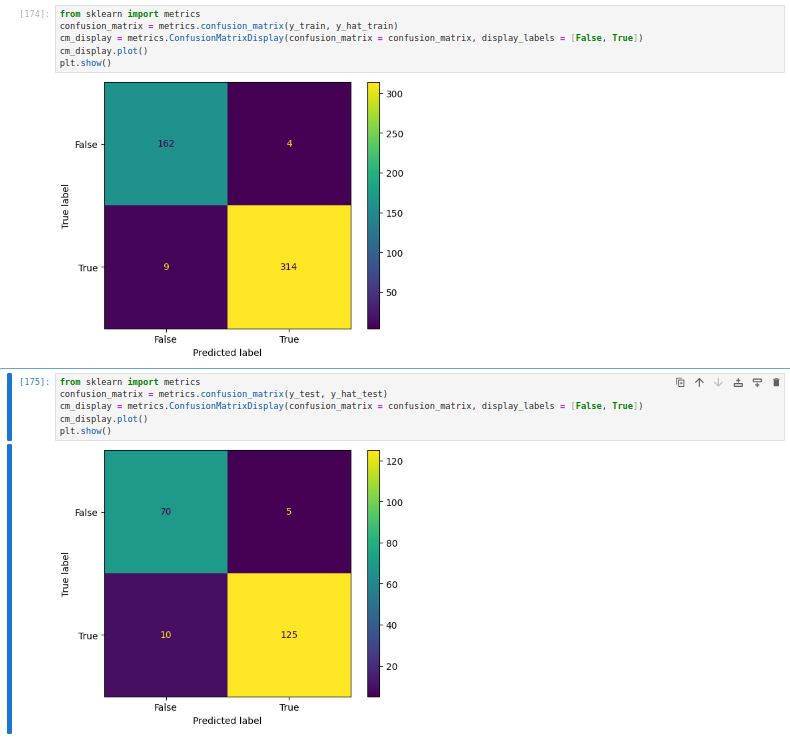 [174]: from sklearn import metrics
confusion_matrix = metrics.confusion_matrix(y_train, y_hat_train)
cm_display = metrics.ConfusionMatrixDisplay(confusion_matrix = confusion_matrix, display_labels = [False, True])
cm_display.plot()
plt.show()
300
250
200
150
100
50
False
162
4
True
9
314
True label
False
True
Predicted label
[175]: from sklearn import metrics
confusion_matrix = metrics.confusion_matrix(y_test, y_hat_test)
cm_display = metrics.ConfusionMatrixDisplay(confusion_matrix = confusion_matrix, display_labels = [False, True])
cm_display.plot()
plt.show()
120
100
80
60
40
20
False
70
5
True
10
125
True label
False
True
Predicted label